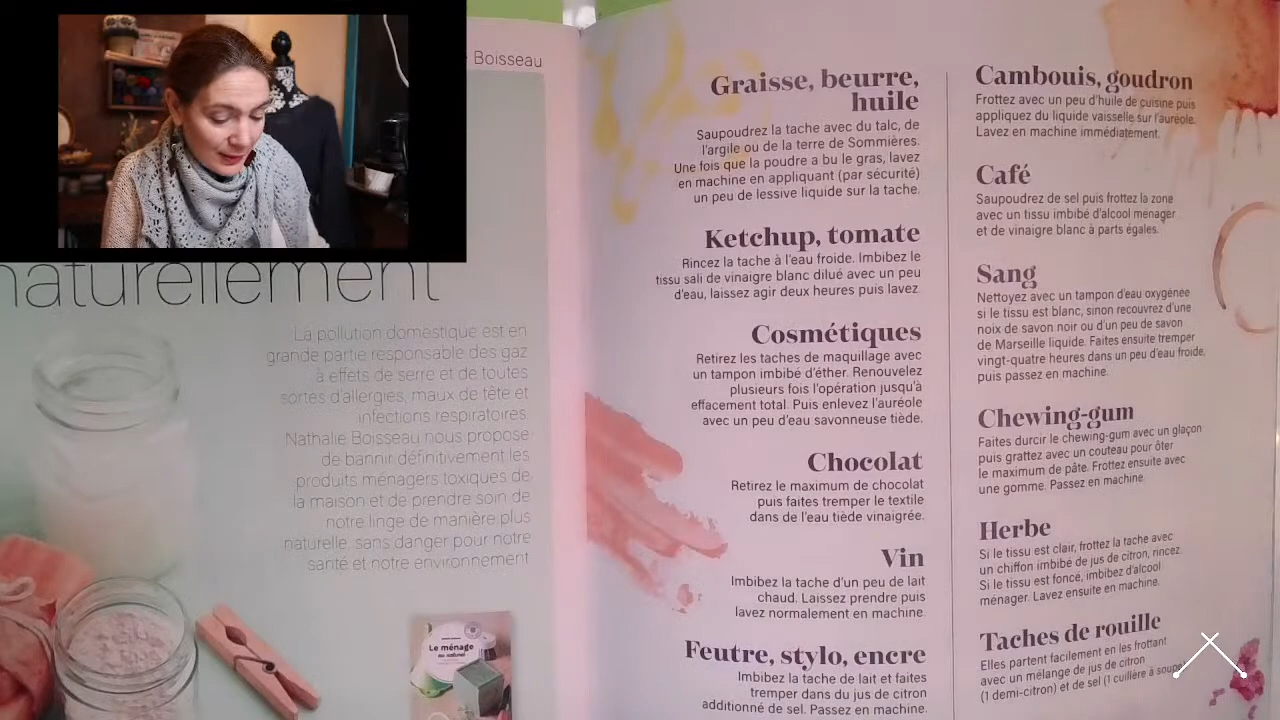 Boisseau
naturellement
La pollution domestique est en
grande partie responsable des gaz
à effets de serre et de toutes
sortes d'allergies, maux de tête et
infections respiratoires.
Nathalie Boisseau nous propose
de bannir définitivement les
produits ménagers toxiques de
la maison et de prendre soin de
notre linge de manière plus
naturelle, sans danger pour notre
santé et notre environnement
Le ménage
au naturel
Graisse, beurre,
huile
Saupoudrez la tache avec du talc, de
l'argile ou de la terre de Sommières.
Une fois que la poudre a bu le gras, lavez
en machine en appliquant (par sécurité)
un peu de lessive liquide sur la tache.
Ketchup, tomate
Rincez la tache à l'eau froide. Imbibez le
tissu sali de vinaigre blanc dilué avec un peu
d'eau, laissez agir deux heures puis lavez.
Cosmétiques
Retirez les taches de maquillage avec
un tampon imbibé d'éther. Renouvelez
plusieurs fois l'opération jusqu'à
effacement total. Puis enlevez l'auréole
avec un peu d'eau savonneuse tiède.
Chocolat
Retirez le maximum de chocolat
puis faites tremper le textile
dans de l'eau tiède vinaigrée.
Vin
Imbibez la tache d'un peu de lait
chaud. Laissez prendre puis
lavez normalement en machine.
Feutre, stylo, encre
Imbibez la tache de lait et faites
tremper dans du jus de citron
additionné de sel. Passez en machine.
Cambouis, goudron
Frottez avec un peu d'huile de cuisine puis
appliquez du liquide vaisselle sur l'auréole.
Lavez en machine immédiatement.
Café
Saupoudrez de sel puis frottez la zone
avec un tissu imbibé d'alcool ménager
et de vinaigre blanc à parts égales.
Sang
Nettoyez avec un tampon d'eau oxygénée
si le tissu est blanc, sinon recouvrez d'une
noix de savon noir ou d'un peu de savon
de Marseille liquide. Faites ensuite tremper
vingt-quatre heures dans un peu d'eau froide,
puis passez en machine.
Chewing-gum
Faites durcir le chewing-gum avec un glaçon
puis grattez avec un couteau pour ôter
le maximum de pâte. Frottez ensuite avec
une gomme. Passez en machine.
Herbe
Si le tissu est clair, frottez la tache avec
un chiffon imbibé de jus de citron, rincez.
Si le tissu est foncé, imbibez d'alcool
ménager. Lavez ensuite en machine.
Taches de rouille
Elles partent facilement en les frottant
avec un mélange de jus de citron
(1 demi-citron) et de sel (1 cuillère à soupe